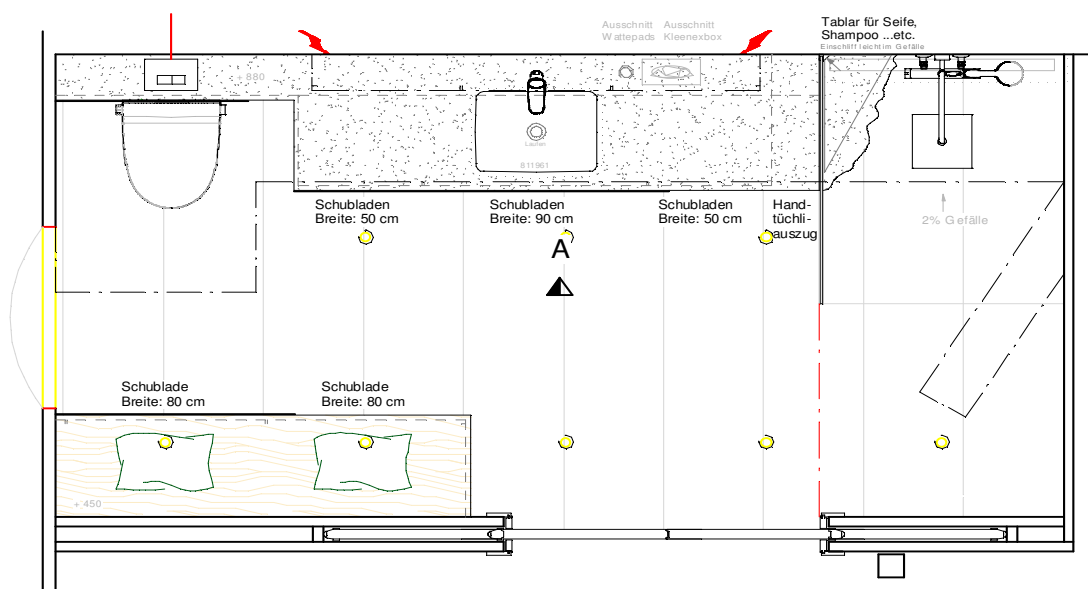 Ausschnitt Ausschnitt
Wattepads Kleenexbox
Tablar für Seife,
Shampoo ...etc.
Einschliff leicht im Gefälle
+ 880
Laufen
811961
Schubladen
Breite: 50 cm
Schubladen
Breite: 90 cm
Schubladen
Breite: 50 cm
Hand-
tüchli-
auszug
2% Gefälle
A
Schublade
Breite: 80 cm
Schublade
Breite: 80 cm
+ 450